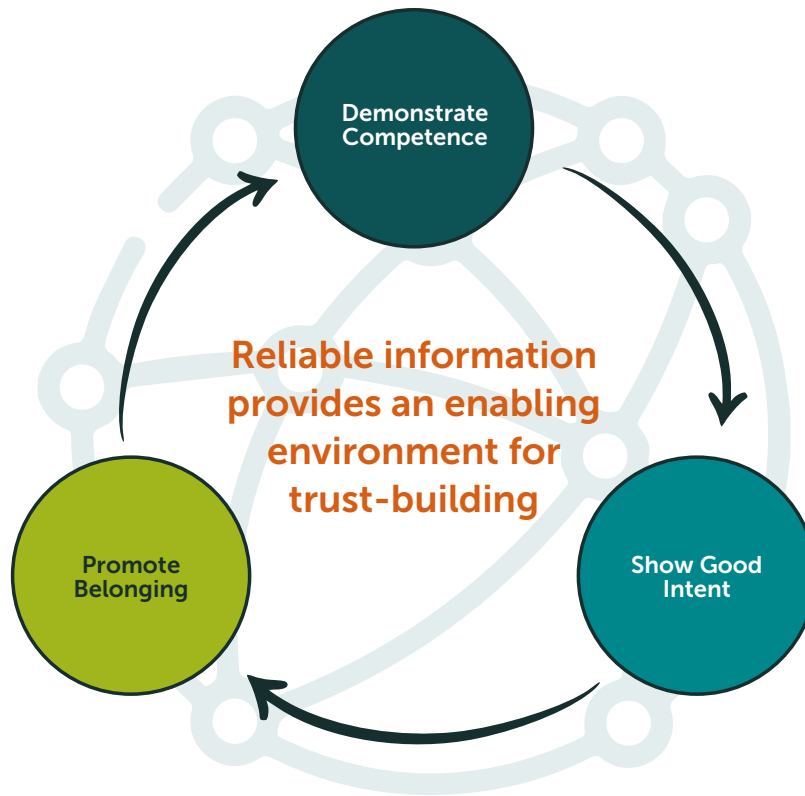 Demonstrate
Competence
Reliable information
provides an enabling
environment for
trust-building
Promote
Belonging
Show Good
Intent